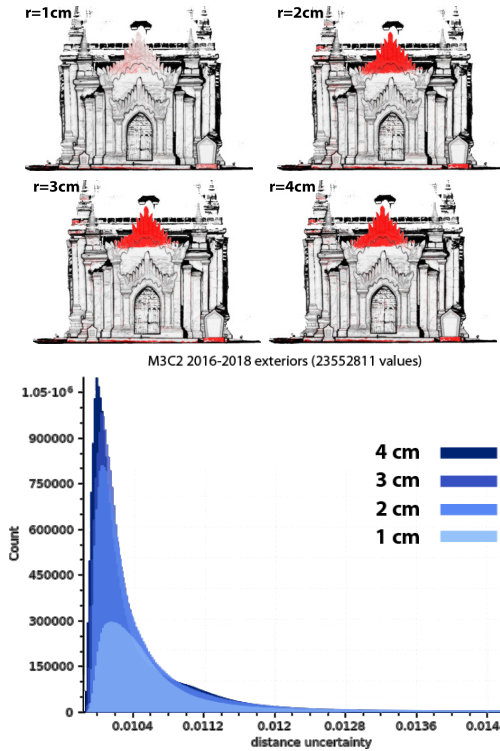 r=1cm
r=2cm
r=3cm
r=4cm
M3C2 2016-2018 exteriors (23552811 values)
1.05·10⁶
900000
750000
600000
450000
300000
150000
0
Count
4 cm
3 cm
2 cm
1 cm
0.0104
0.0112
0.012
0.0128
0.0136
0.014
distance uncertainty